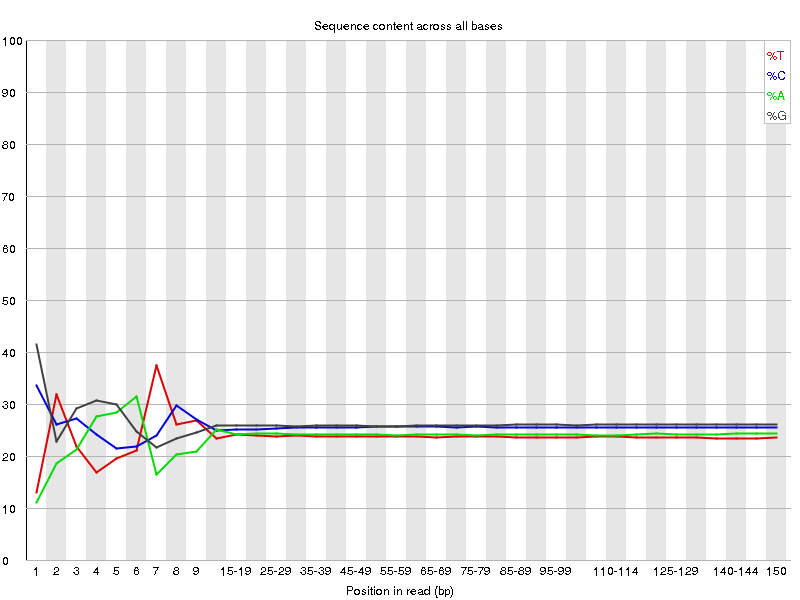 Sequence content across all bases
%T
%C
%A
%G
100
90
80
70
60
50
40
30
20
10
0
1 2 3 4 5 6 7 8 9 15-19 25-29 35-39 45-49 55-59 65-69 75-79 85-89 95-99 110-114 125-129 140-144 150
Position in read (bp)